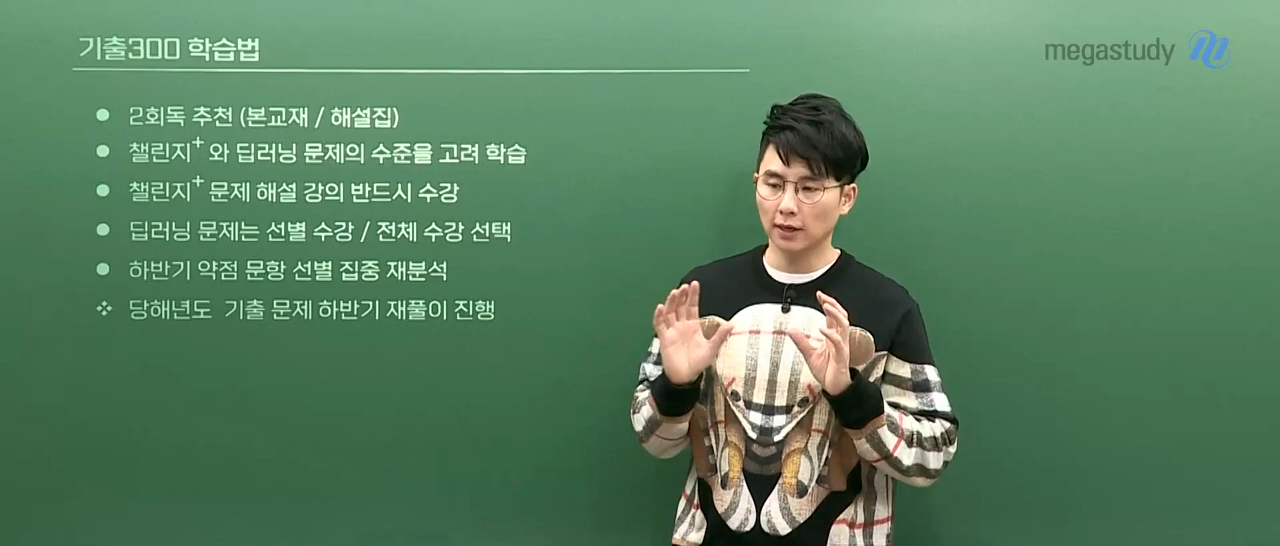 기출300 학습법
megastudy
2회독 추천 (본교재 / 해설집)
챌린지+ 와 딥러닝 문제의 수준을 고려 학습
챌린지+ 문제 해설 강의 반드시 수강
딥러닝 문제는 선별 수강 / 전체 수강 선택
하반기 약점 문항 선별 집중 재분석
당해년도 기출 문제 하반기 재풀이 진행